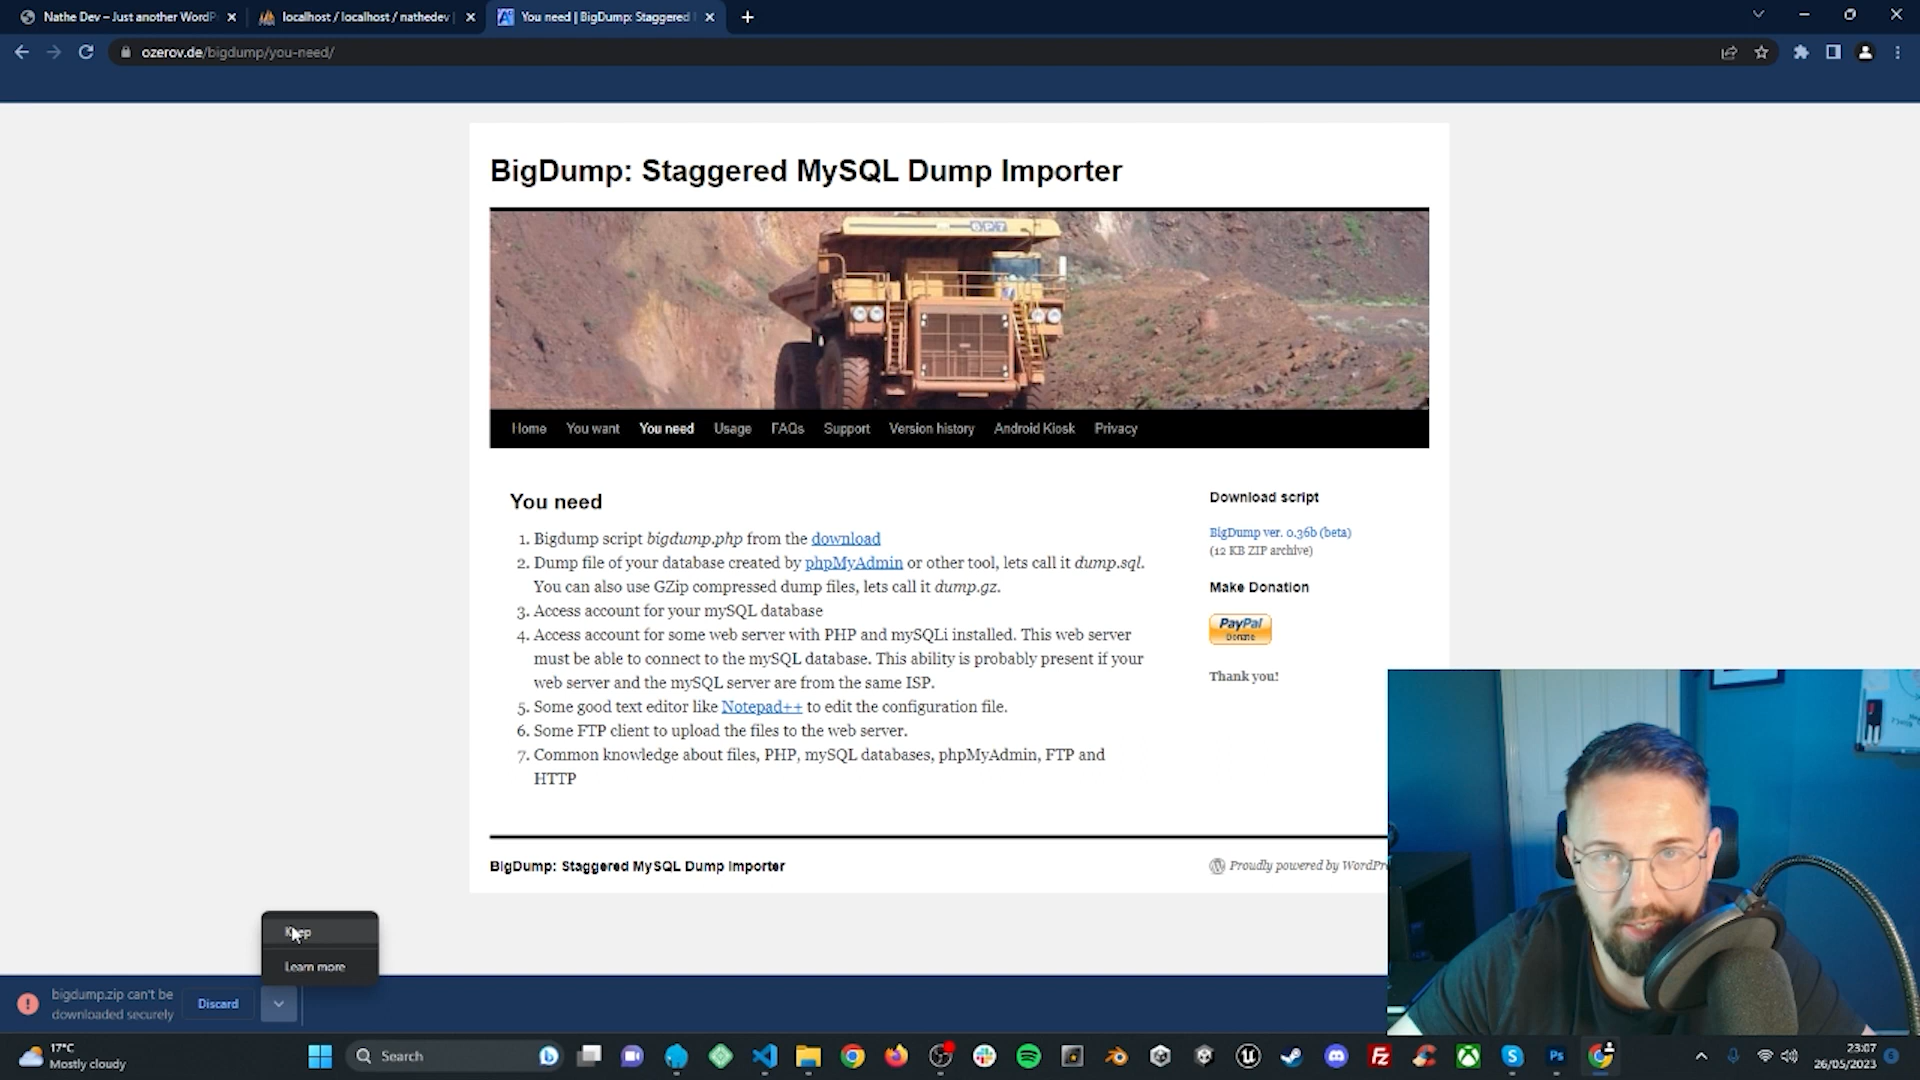 Nathe Dev – Just another WordP
localhost / localhost / nathedev
You need | BigDump: Staggered
ozerov.de/bigdump/you-need/
BigDump: Staggered MySQL Dump Importer
6P7
Home You want You need Usage FAQs Support Version history Android Kiosk Privacy
You need
1. Bigdump script bigdump.php from the download
2. Dump file of your database created by phpMyAdmin or other tool, lets call it dump.sql.
You can also use GZip compressed dump files, lets call it dump.gz.
3. Access account for your mySQL database
4. Access account for some web server with PHP and mySQLi installed. This web server
must be able to connect to the mySQL database. This ability is probably present if your
web server and the mySQL server are from the same ISP.
5. Some good text editor like Notepad++ to edit the configuration file.
6. Some FTP client to upload the files to the web server.
7. Common knowledge about files, PHP, mySQL databases, phpMyAdmin, FTP and
HTTP
Download script
BigDump ver. 0.36b (beta)
(12 KB ZIP archive)
Make Donation
PayPal
Donate
Thank you!
BigDump: Staggered MySQL Dump Importer
Proudly powered by WordPr
Keep
Learn more
bigdump.zip can't be
downloaded securely
Discard
17°C
Mostly cloudy
Search
23:07
26/05/2023